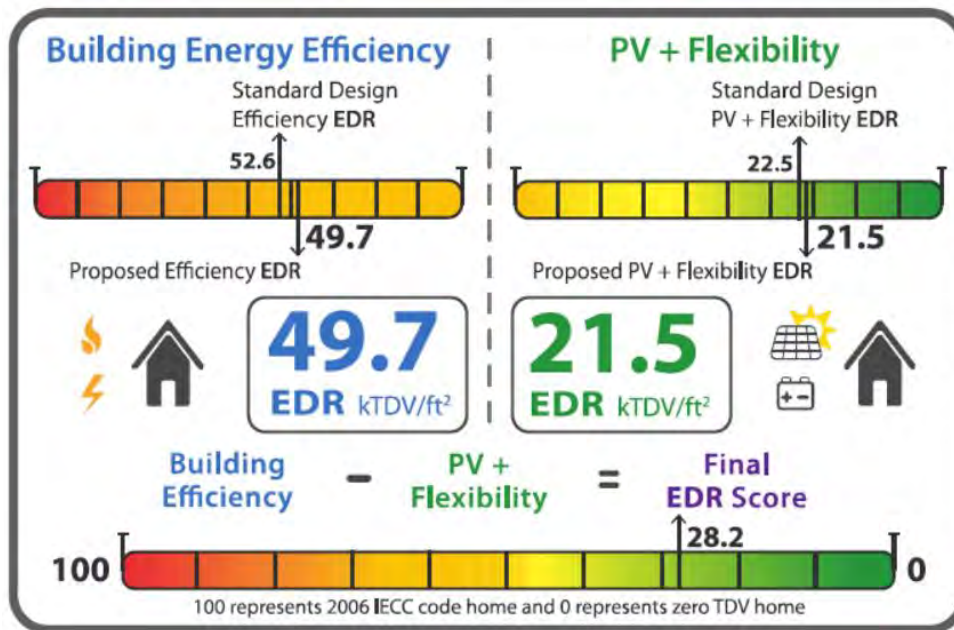 Building Energy Efficiency
Standard Design
Efficiency EDR
52.6
49.7
Proposed Efficiency EDR
49.7
EDR kTDV/ft²
PV + Flexibility
Standard Design
PV + Flexibility EDR
22.5
21.5
Proposed PV + Flexibility EDR
21.5
EDR kTDV/ft²
+ -
Building
Efficiency
-
PV +
Flexibility
=
Final
EDR Score
28.2
100
0
100 represents 2006 IECC code home and 0 represents zero TDV home